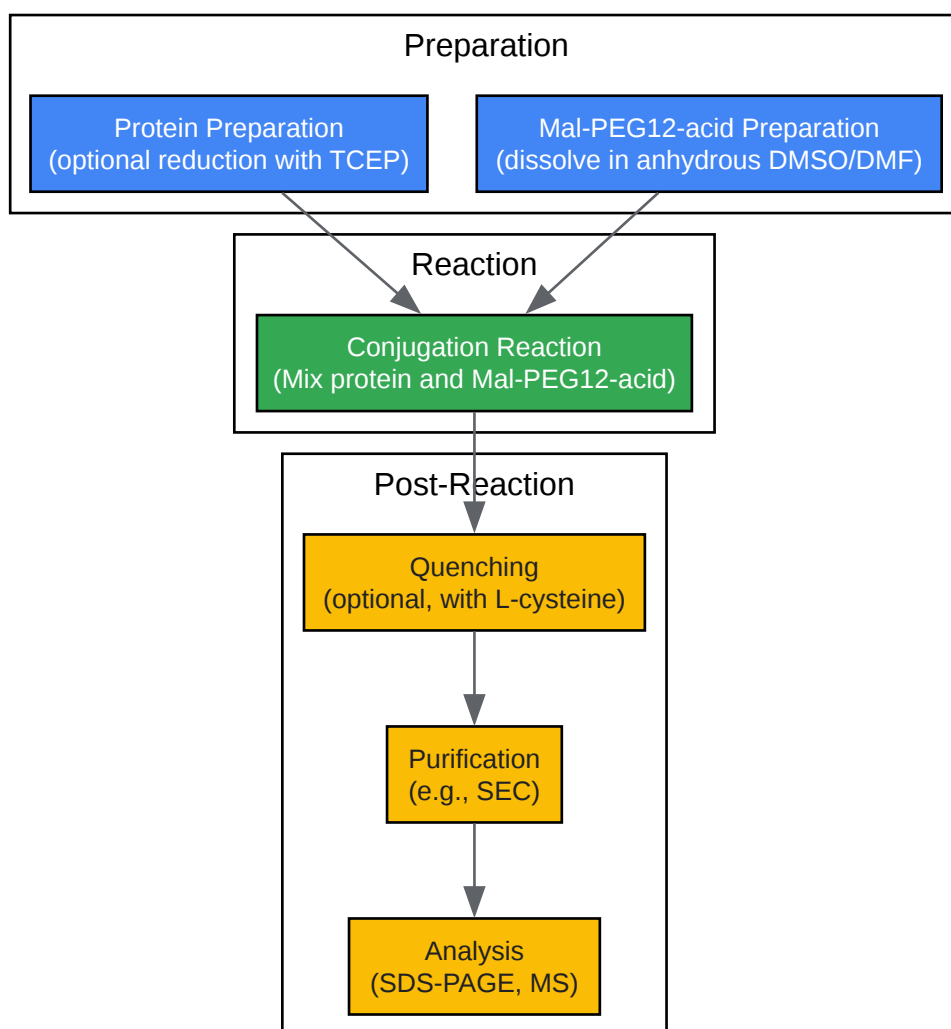 Preparation
Protein Preparation
(optional reduction with TCEP)
Mal-PEG12-acid Preparation
(dissolve in anhydrous DMSO/DMF)
Reaction
Conjugation Reaction
(Mix protein and Mal-PEG12-acid)
Post-Reaction
Quenching
(optional, with L-cysteine)
Purification
(e.g., SEC)
Analysis
(SDS-PAGE, MS)